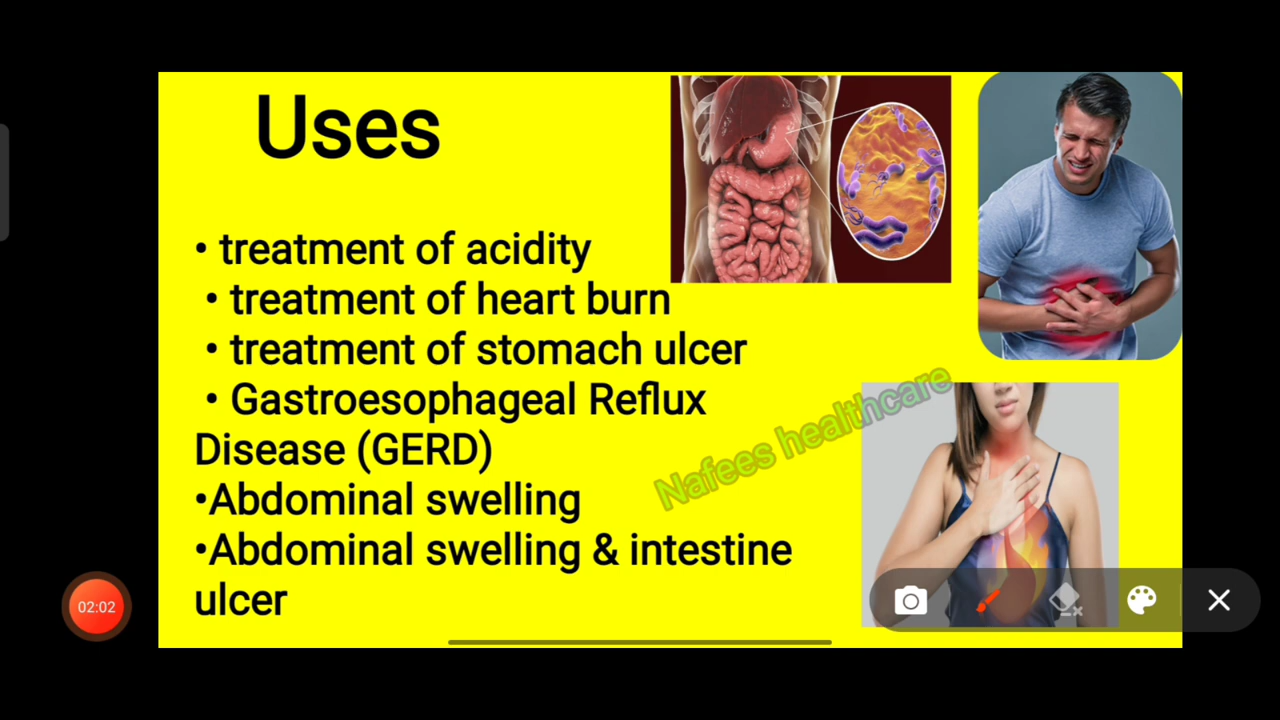 Uses
• treatment of acidity
• treatment of heart burn
• treatment of stomach ulcer
• Gastroesophageal Reflux
Disease (GERD)
•Abdominal swelling
•Abdominal swelling & intestine
ulcer
Nafees healthcare
02:02